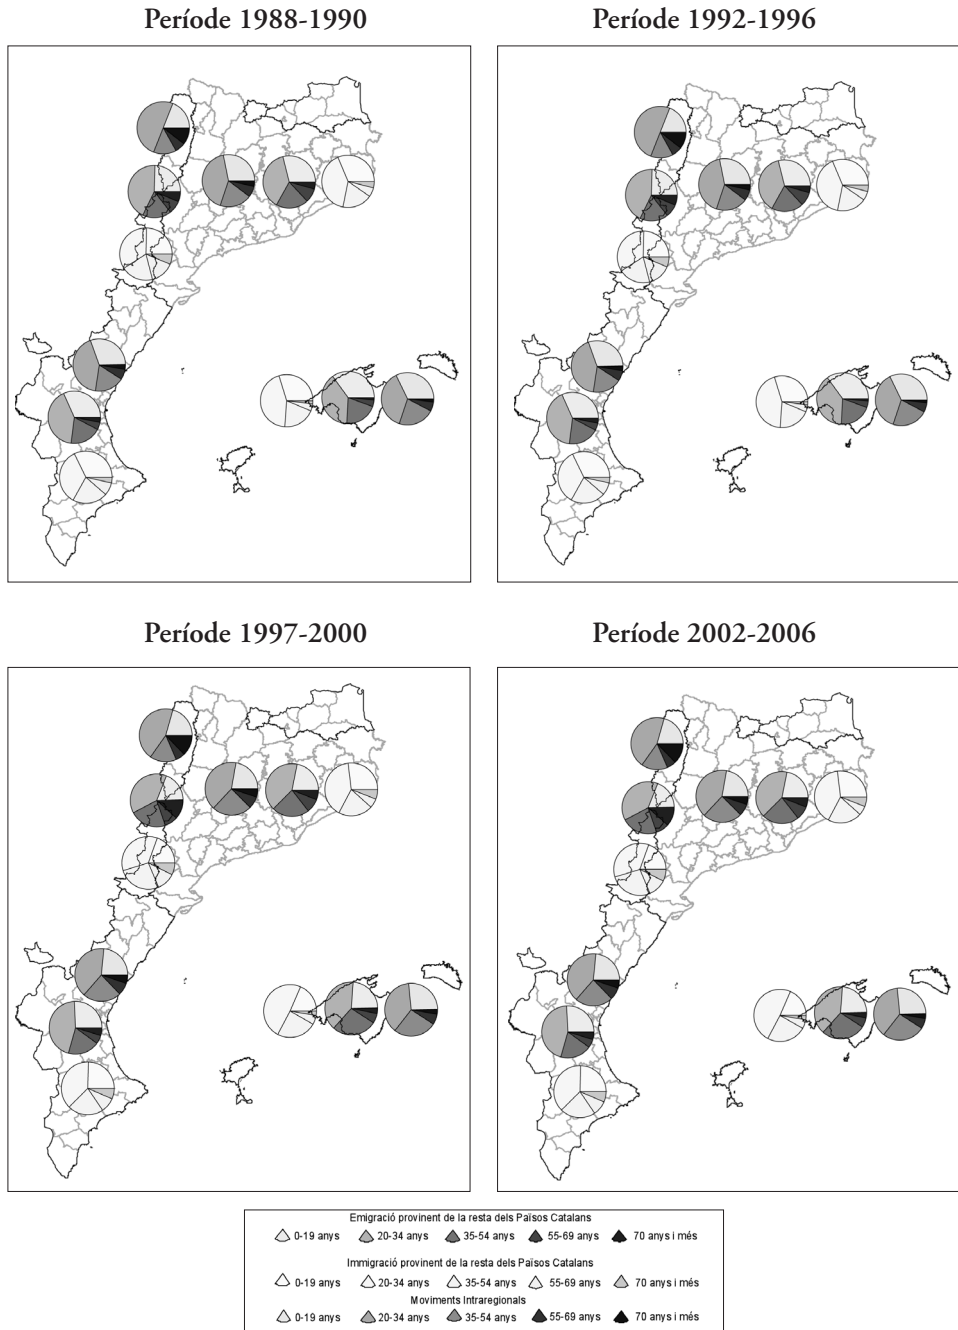 Període 1988-1990
Període 1992-1996
Període 1997-2000
Període 2002-2006
Emigració provinent de la resta dels Països Catalans
0-19 anys 20-34 anys 35-54 anys 55-69 anys 70 anys i més
Immigració provinent de la resta dels Països Catalans
0-19 anys 20-34 anys 35-54 anys 55-69 anys 70 anys i més
Moviments Intraregionals
0-19 anys 20-34 anys 35-54 anys 55-69 anys 70 anys i més